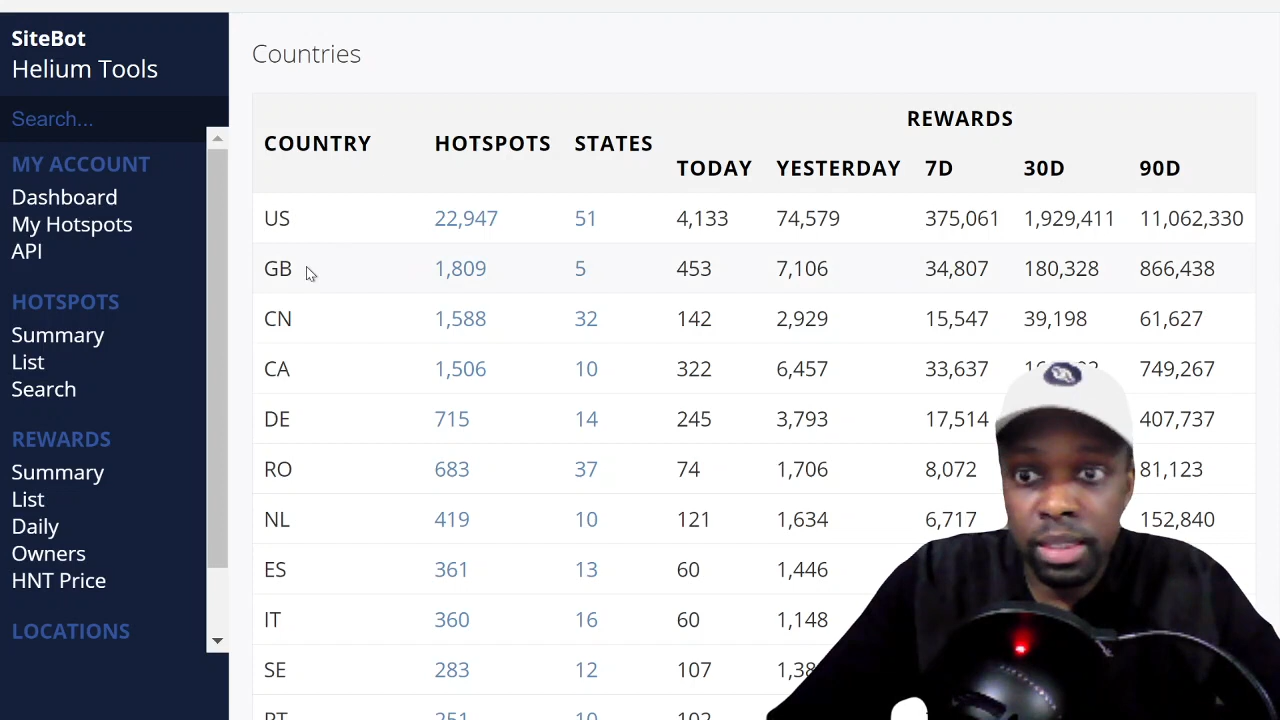 SiteBot
Helium Tools
Search...
MY ACCOUNT
Dashboard
My Hotspots
API
HOTSPOTS
Summary
List
Search
REWARDS
Summary
List
Daily
Owners
HNT Price
LOCATIONS
Countries
REWARDS
COUNTRY HOTSPOTS STATES
TODAY YESTERDAY 7D 30D 90D
US 22,947 51 4,133 74,579 375,061 1,929,411 11,062,330
GB 1,809 5 453 7,106 34,807 180,328 866,438
CN 1,588 32 142 2,929 15,547 39,198 61,627
CA 1,506 10 322 6,457 33,637 749,267
DE 715 14 245 3,793 17,514 407,737
RO 683 37 74 1,706 8,072 81,123
NL 419 10 121 1,634 6,717 152,840
ES 361 13 60 1,446
IT 360 16 60 1,148
SE 283 12 107